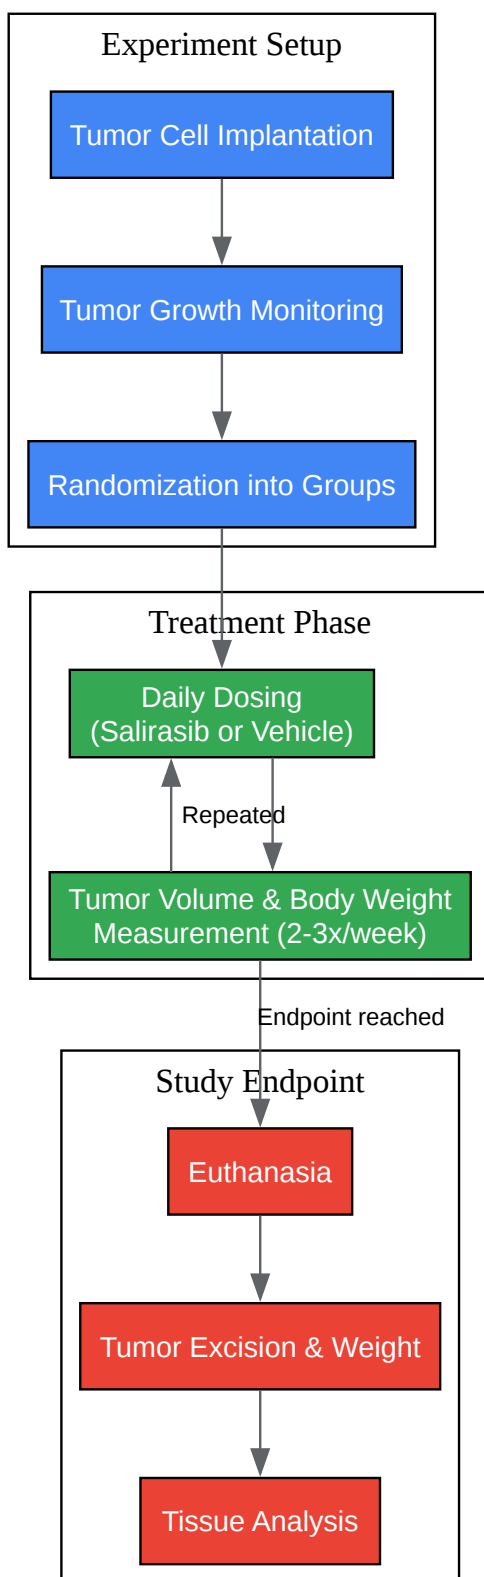 Experiment Setup
Tumor Cell Implantation
Tumor Growth Monitoring
Randomization into Groups
Treatment Phase
Daily Dosing
(Salirasib or Vehicle)
Repeated
Tumor Volume & Body Weight
Measurement (2-3x/week)
Endpoint reached
Study Endpoint
Euthanasia
Tumor Excision & Weight
Tissue Analysis